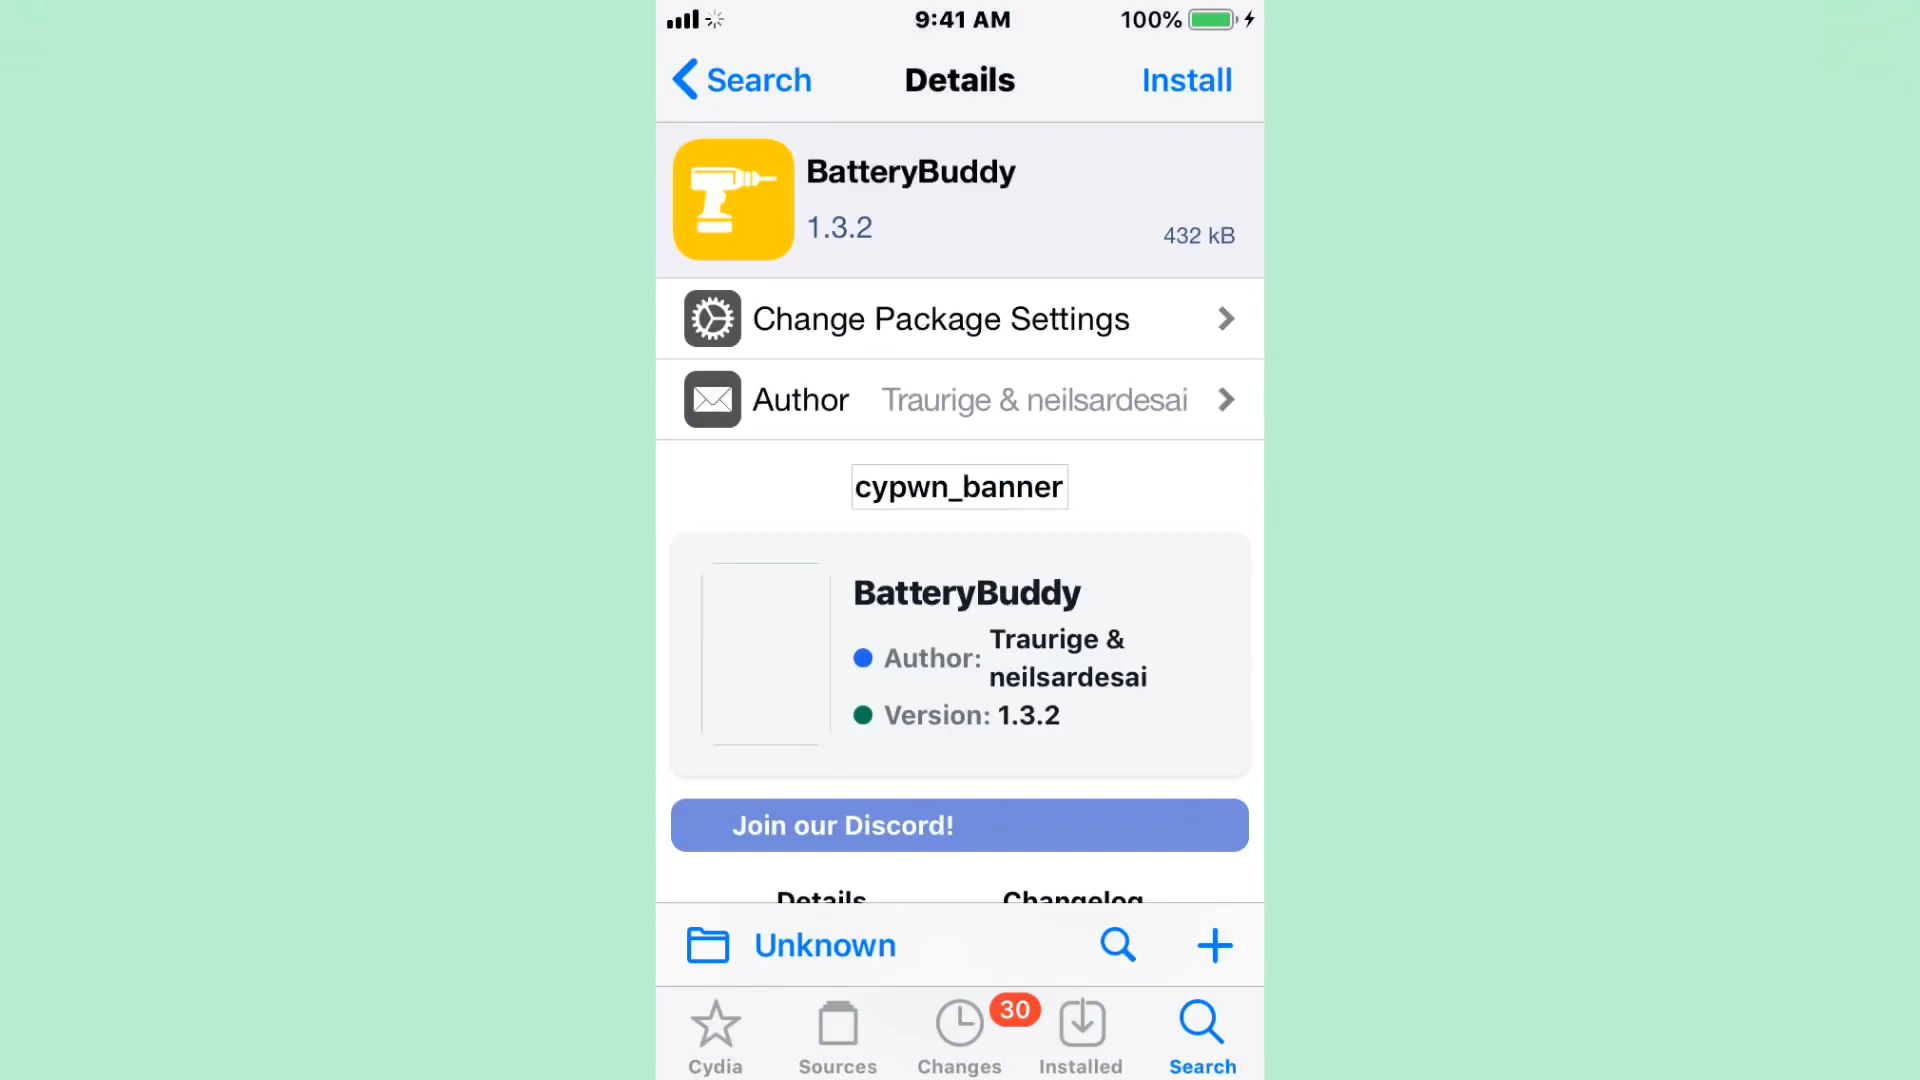 9:41 AM
100%
Search
Details
Install
BatteryBuddy
1.3.2
432 kB
Change Package Settings
Author Traurige & neilsardesai
cypwn_banner
BatteryBuddy
Author: Traurige &
neilsardesai
Version: 1.3.2
Join our Discord!
Details Changelog
Unknown
30
Cydia Sources Changes Installed Search